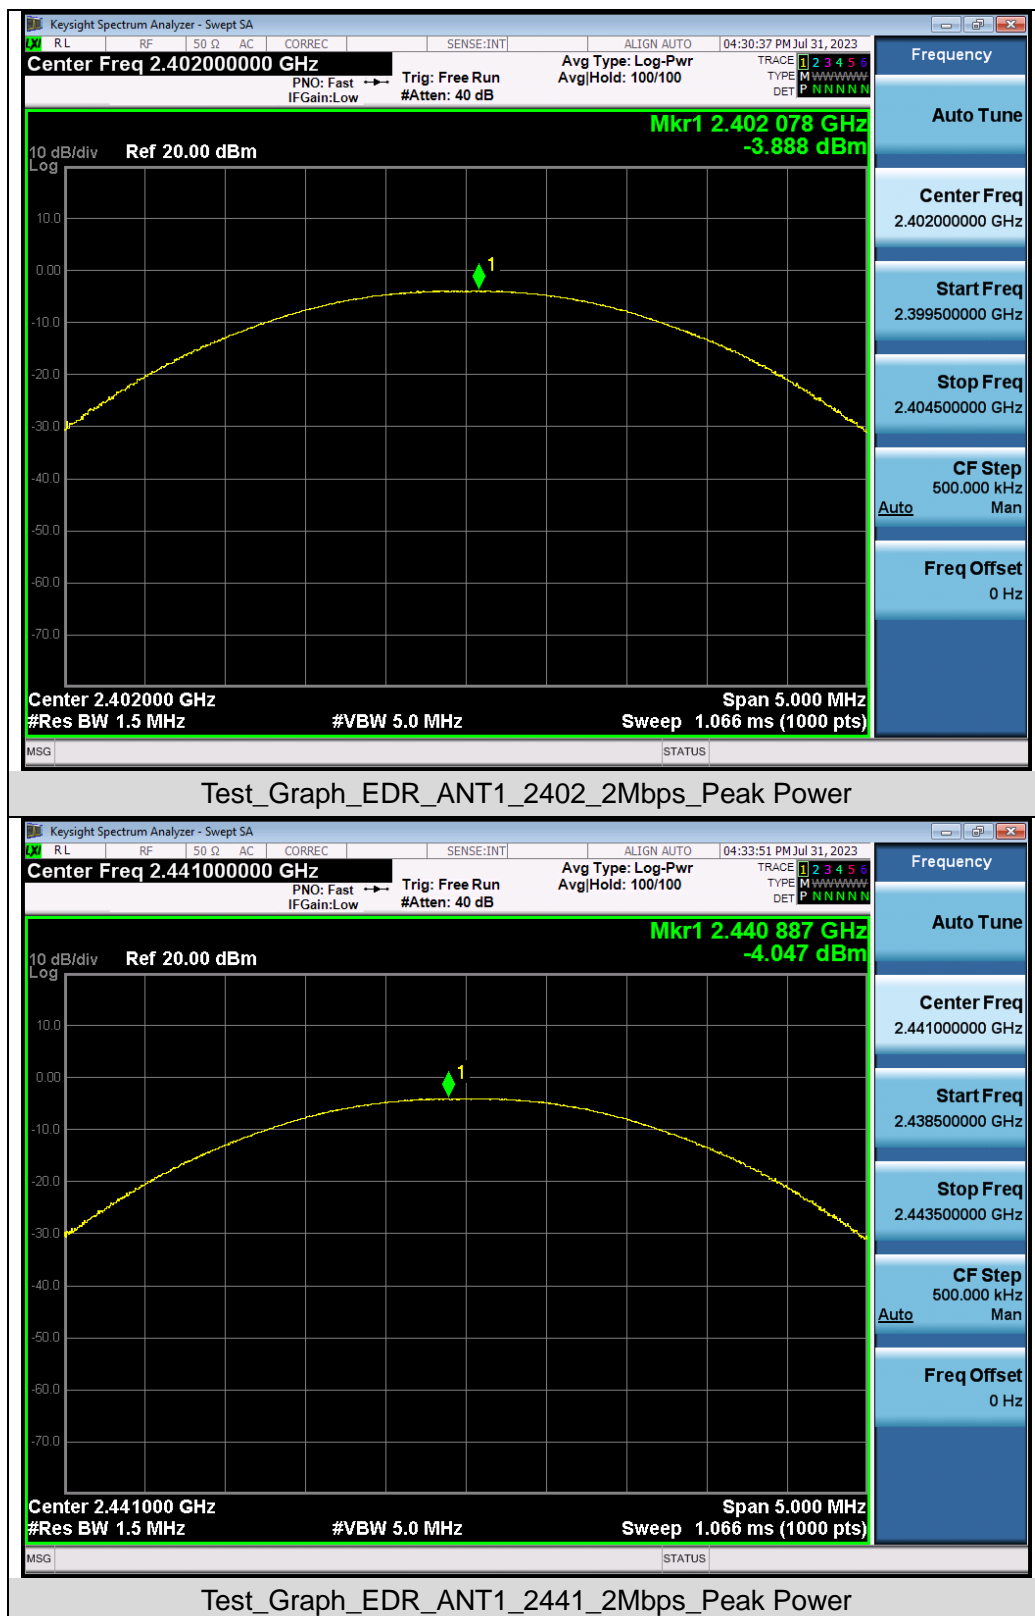 Keysight Spectrum Analyzer - Swept SA
LXI RL RF 50 Ω AC CORREC SENSE:INT ALIGN AUTO 04:30:37 PM Jul 31, 2023
Center Freq 2.402000000 GHz
PNO: Fast
IFGain:Low
Trig: Free Run
#Atten: 40 dB
Avg Type: Log-Pwr
Avg|Hold: 100/100
TRACE 1 2 3 4 5 6
TYPE M WWWWW
DET P N N N N N
Mkr1 2.402 078 GHz
-3.888 dBm
10 dB/div Ref 20.00 dBm
Log
10.0
0.00
1
-10.0
-20.0
-30.0
-40.0
-50.0
-60.0
-70.0
Center 2.402000 GHz Span 5.000 MHz
#Res BW 1.5 MHz #VBW 5.0 MHz Sweep 1.066 ms (1000 pts)
MSG STATUS
Frequency
Auto Tune
Center Freq
2.402000000 GHz
Start Freq
2.399500000 GHz
Stop Freq
2.404500000 GHz
CF Step
500.000 kHz
Auto Man
Freq Offset
0 Hz
Test_Graph_EDR_ANT1_2402_2Mbps_Peak Power
Keysight Spectrum Analyzer - Swept SA
LXI RL RF 50 Ω AC CORREC SENSE:INT ALIGN AUTO 04:33:51 PM Jul 31, 2023
Center Freq 2.441000000 GHz
PNO: Fast
IFGain:Low
Trig: Free Run
#Atten: 40 dB
Avg Type: Log-Pwr
Avg|Hold: 100/100
TRACE 1 2 3 4 5 6
TYPE M WWWWW
DET P N N N N N
Mkr1 2.440 887 GHz
-4.047 dBm
10 dB/div Ref 20.00 dBm
Log
10.0
0.00
1
-10.0
-20.0
-30.0
-40.0
-50.0
-60.0
-70.0
Center 2.441000 GHz Span 5.000 MHz
#Res BW 1.5 MHz #VBW 5.0 MHz Sweep 1.066 ms (1000 pts)
MSG STATUS
Frequency
Auto Tune
Center Freq
2.441000000 GHz
Start Freq
2.438500000 GHz
Stop Freq
2.443500000 GHz
CF Step
500.000 kHz
Auto Man
Freq Offset
0 Hz
Test_Graph_EDR_ANT1_2441_2Mbps_Peak Power